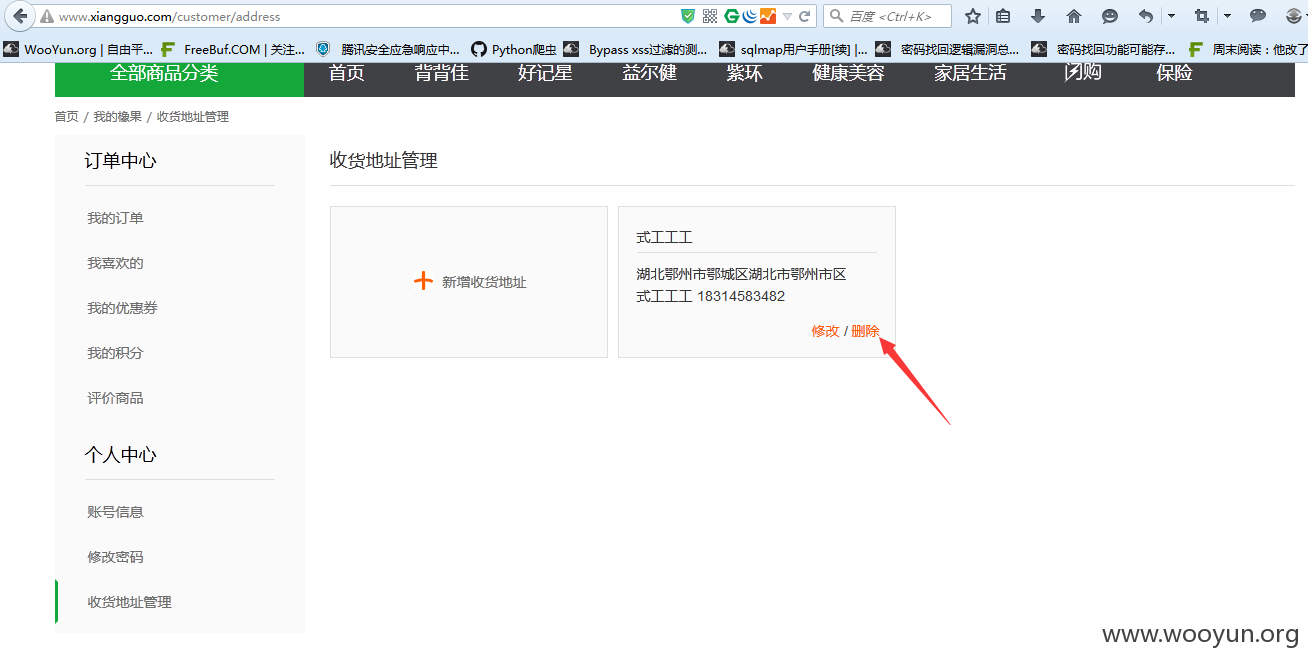 www.xiangguo.com/customer/address
百度 <Ctrl+K>
WooYun.org | 自由平... FreeBuf.COM | 关注... 腾讯安全应急响应中... Python爬虫 Bypass xss过滤的测... sqlmap用户手册[续] |... 密码找回逻辑漏洞总... 密码找回功能可能存... 周末阅读：他改了
全部商品分类 首页 背背佳 好记星 益尔健 紫环 健康美容 家居生活 闪购 保险
首页 / 我的橡果 / 收货地址管理
订单中心
我的订单
我喜欢的
我的优惠券
我的积分
评价商品
个人中心
账号信息
修改密码
收货地址管理
收货地址管理
新增收货地址
式工工工
湖北鄂州市鄂城区湖北市鄂州市区
式工工工 18314583482
修改 / 删除
www.wooyun.org